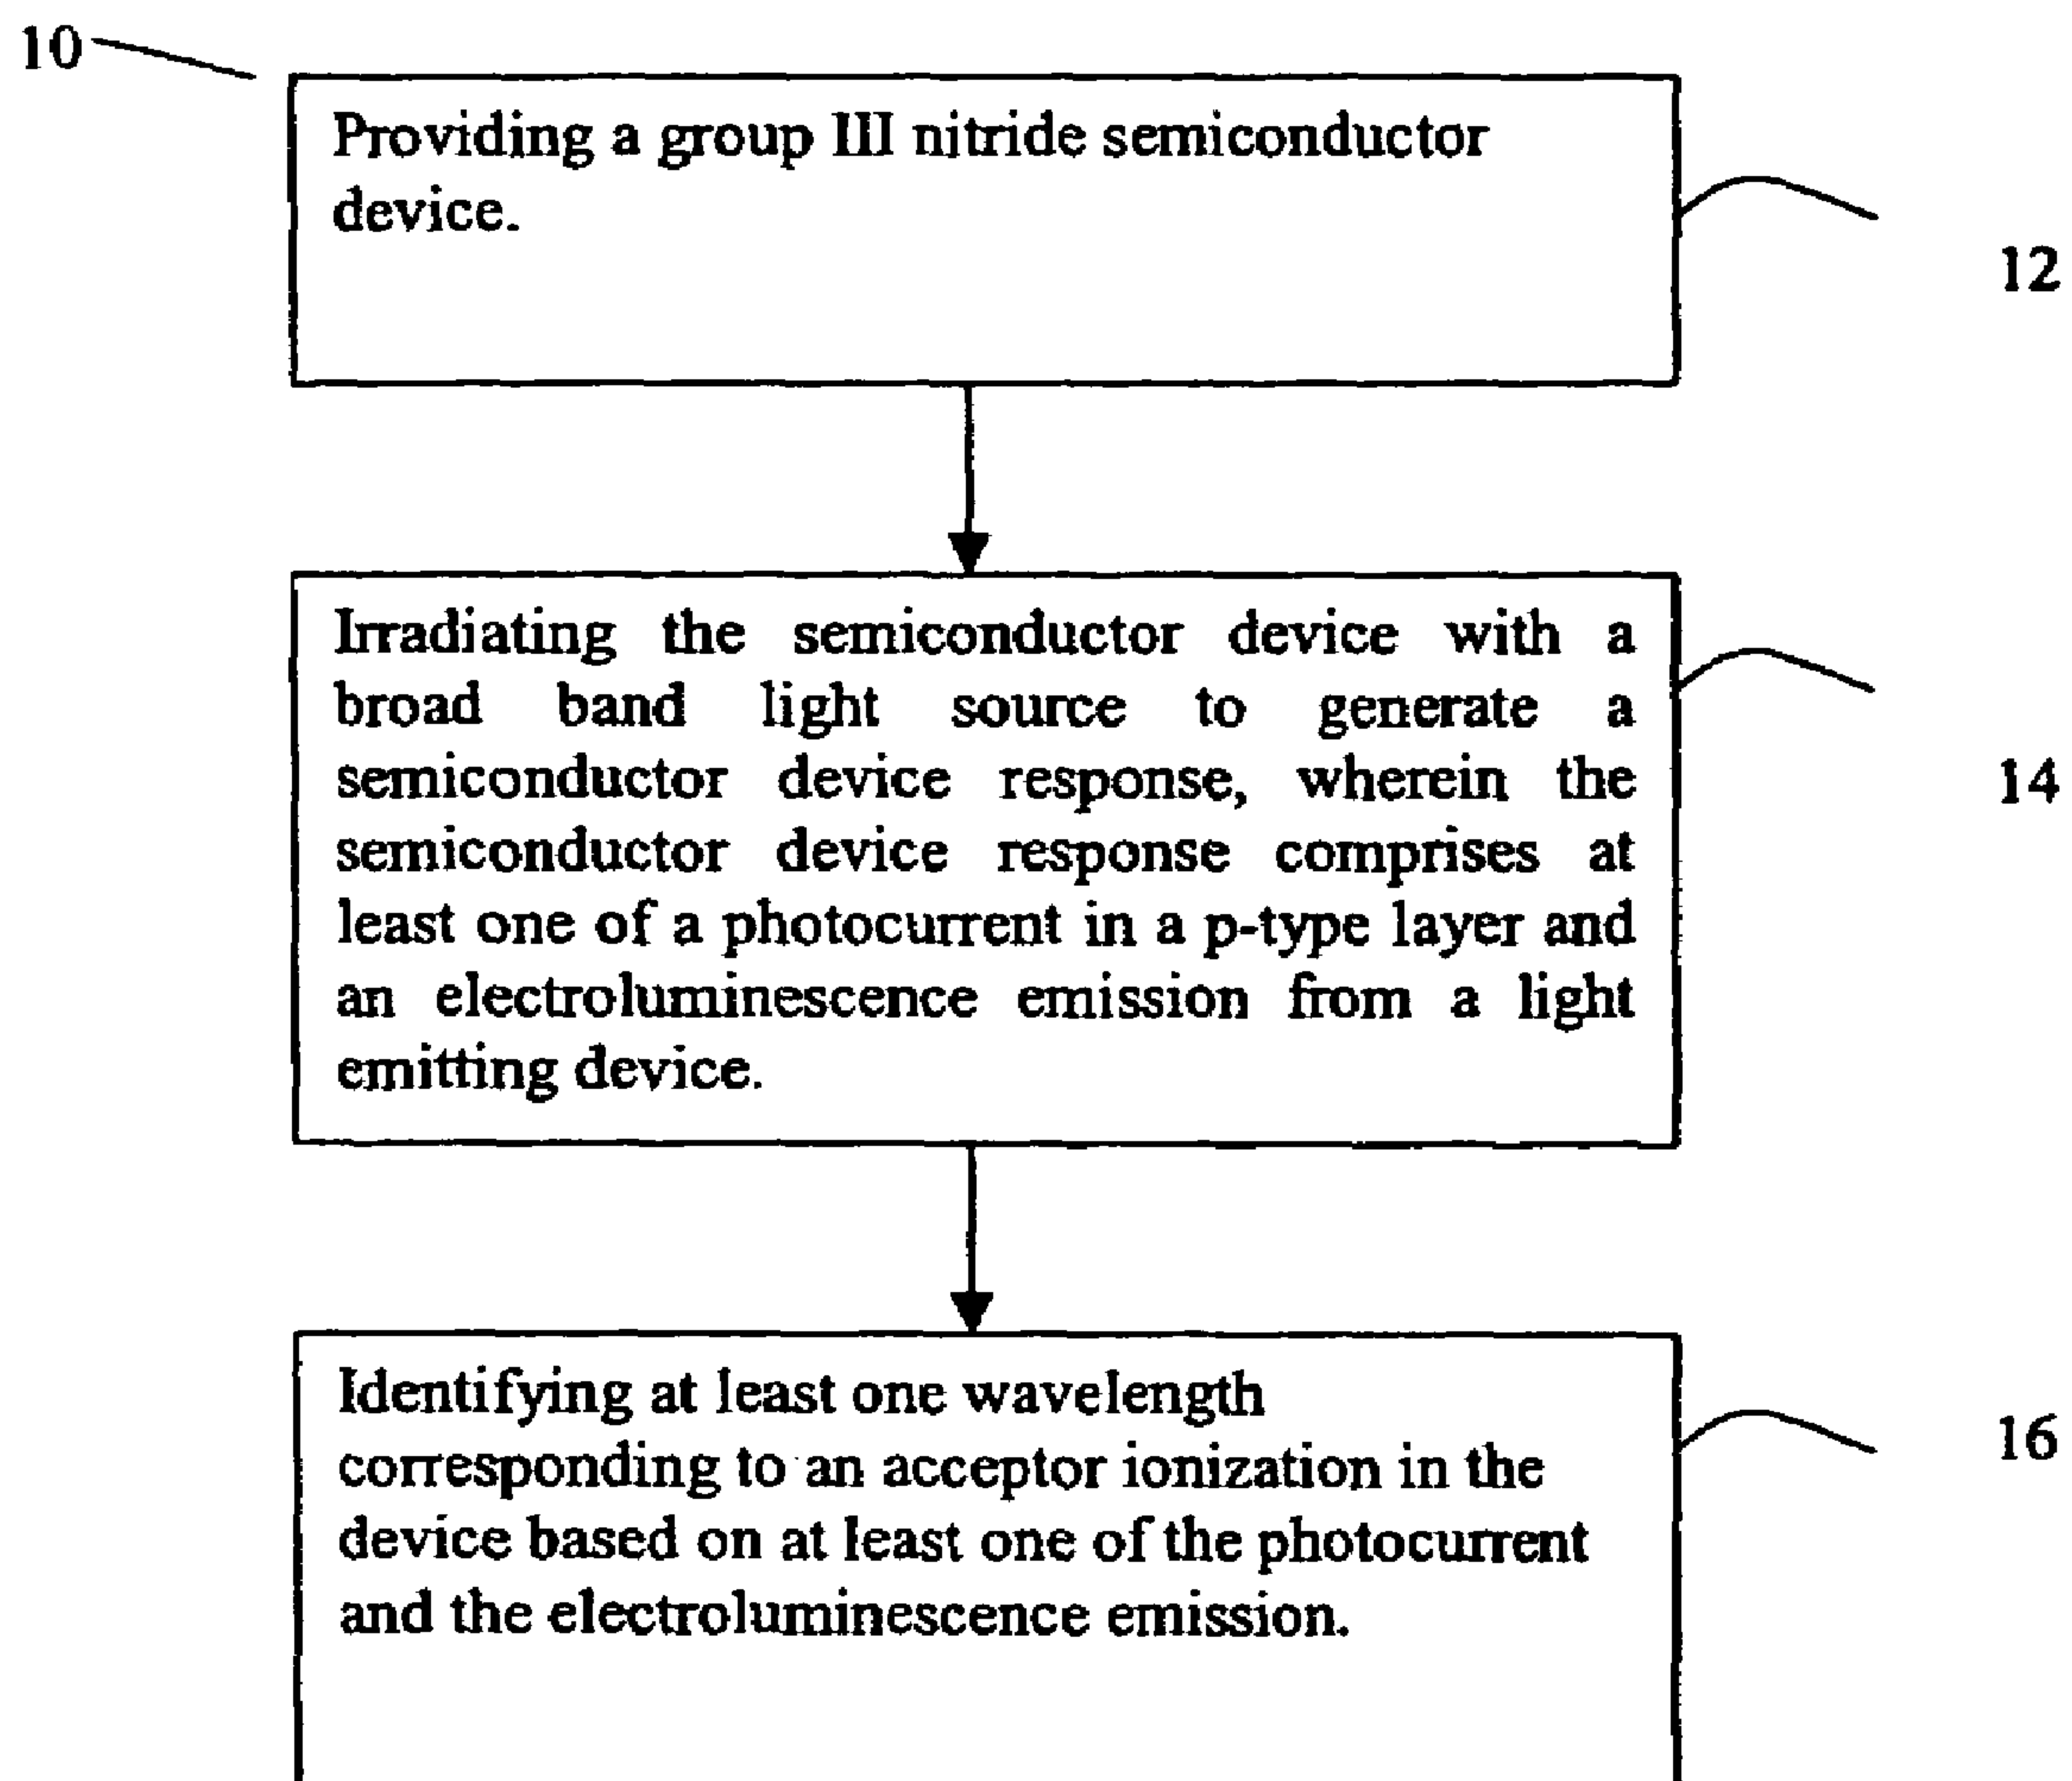 10
Providing a group III nitride semiconductor
device.
12
Irradiating the semiconductor device with a
broad band light source to generate a
semiconductor device response, wherein the
semiconductor device response comprises at
least one of a photocurrent in a p-type layer and
an electroluminescence emission from a light
emitting device.
14
Identifying at least one wavelength
corresponding to an acceptor ionization in the
device based on at least one of the photocurrent
and the electroluminescence emission.
16